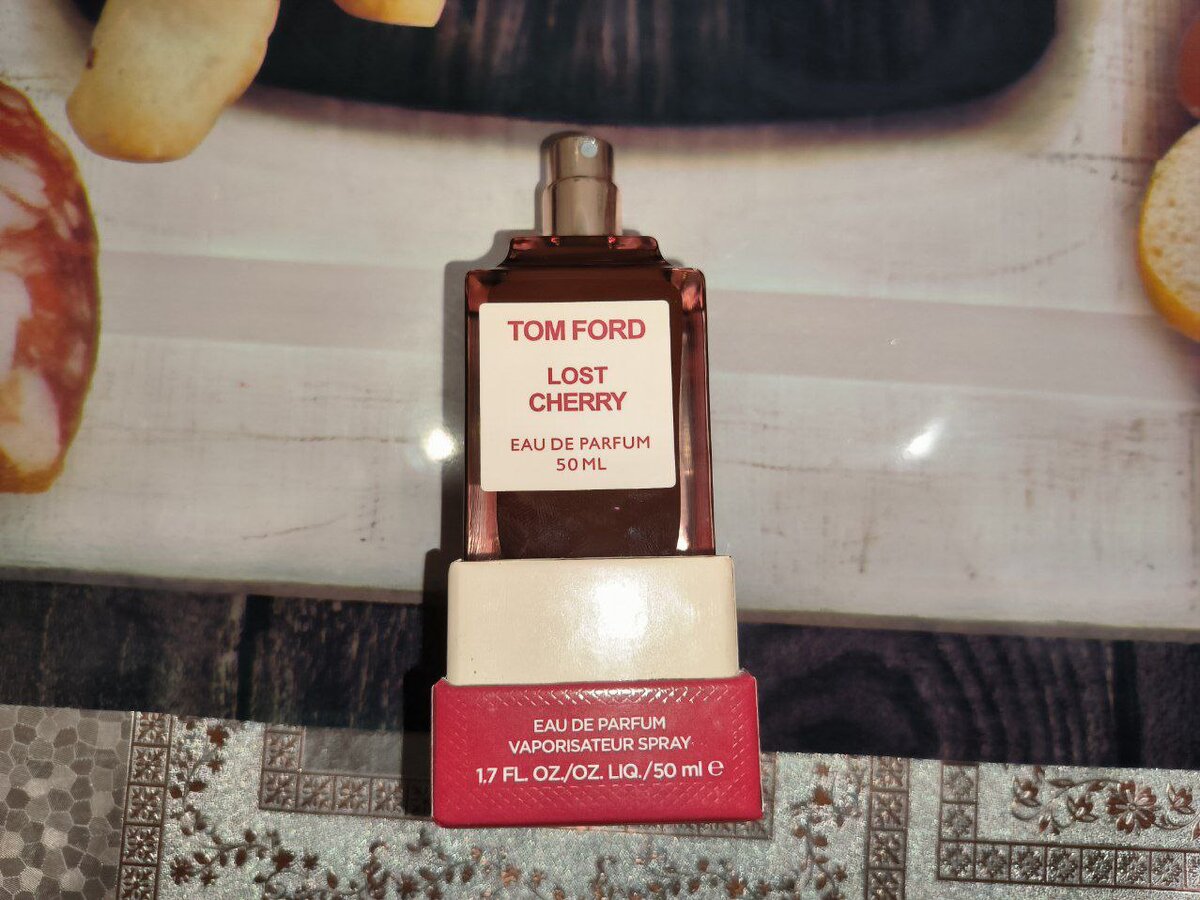 TOM FORD
LOST
CHERRY
EAU DE PARFUM
50 ML
EAU DE PARFUM
VAPORISATEUR SPRAY
1.7 FL. OZ./OZ. LIQ./50 ml ℮